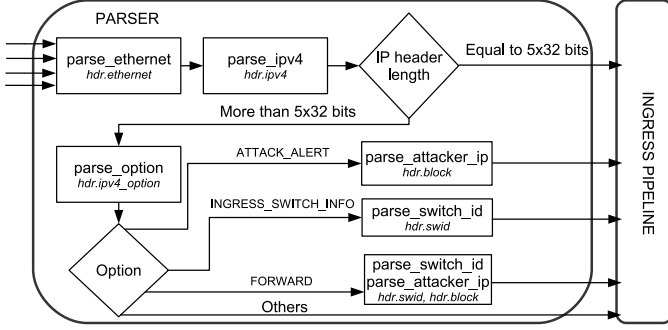 PARSER
parse_ethernet
hdr.ethernet
parse_ipv4
hdr.ipv4
IP header
length
Equal to 5x32 bits
More than 5x32 bits
parse_option
hdr.ipv4_option
ATTACK_ALERT
parse_attacker_ip
hdr.block
INGRESS_SWITCH_INFO
parse_switch_id
hdr.swid
Option
FORWARD
parse_switch_id
parse_attacker_ip
hdr.swid, hdr.block
Others
INGRESS PIPELINE